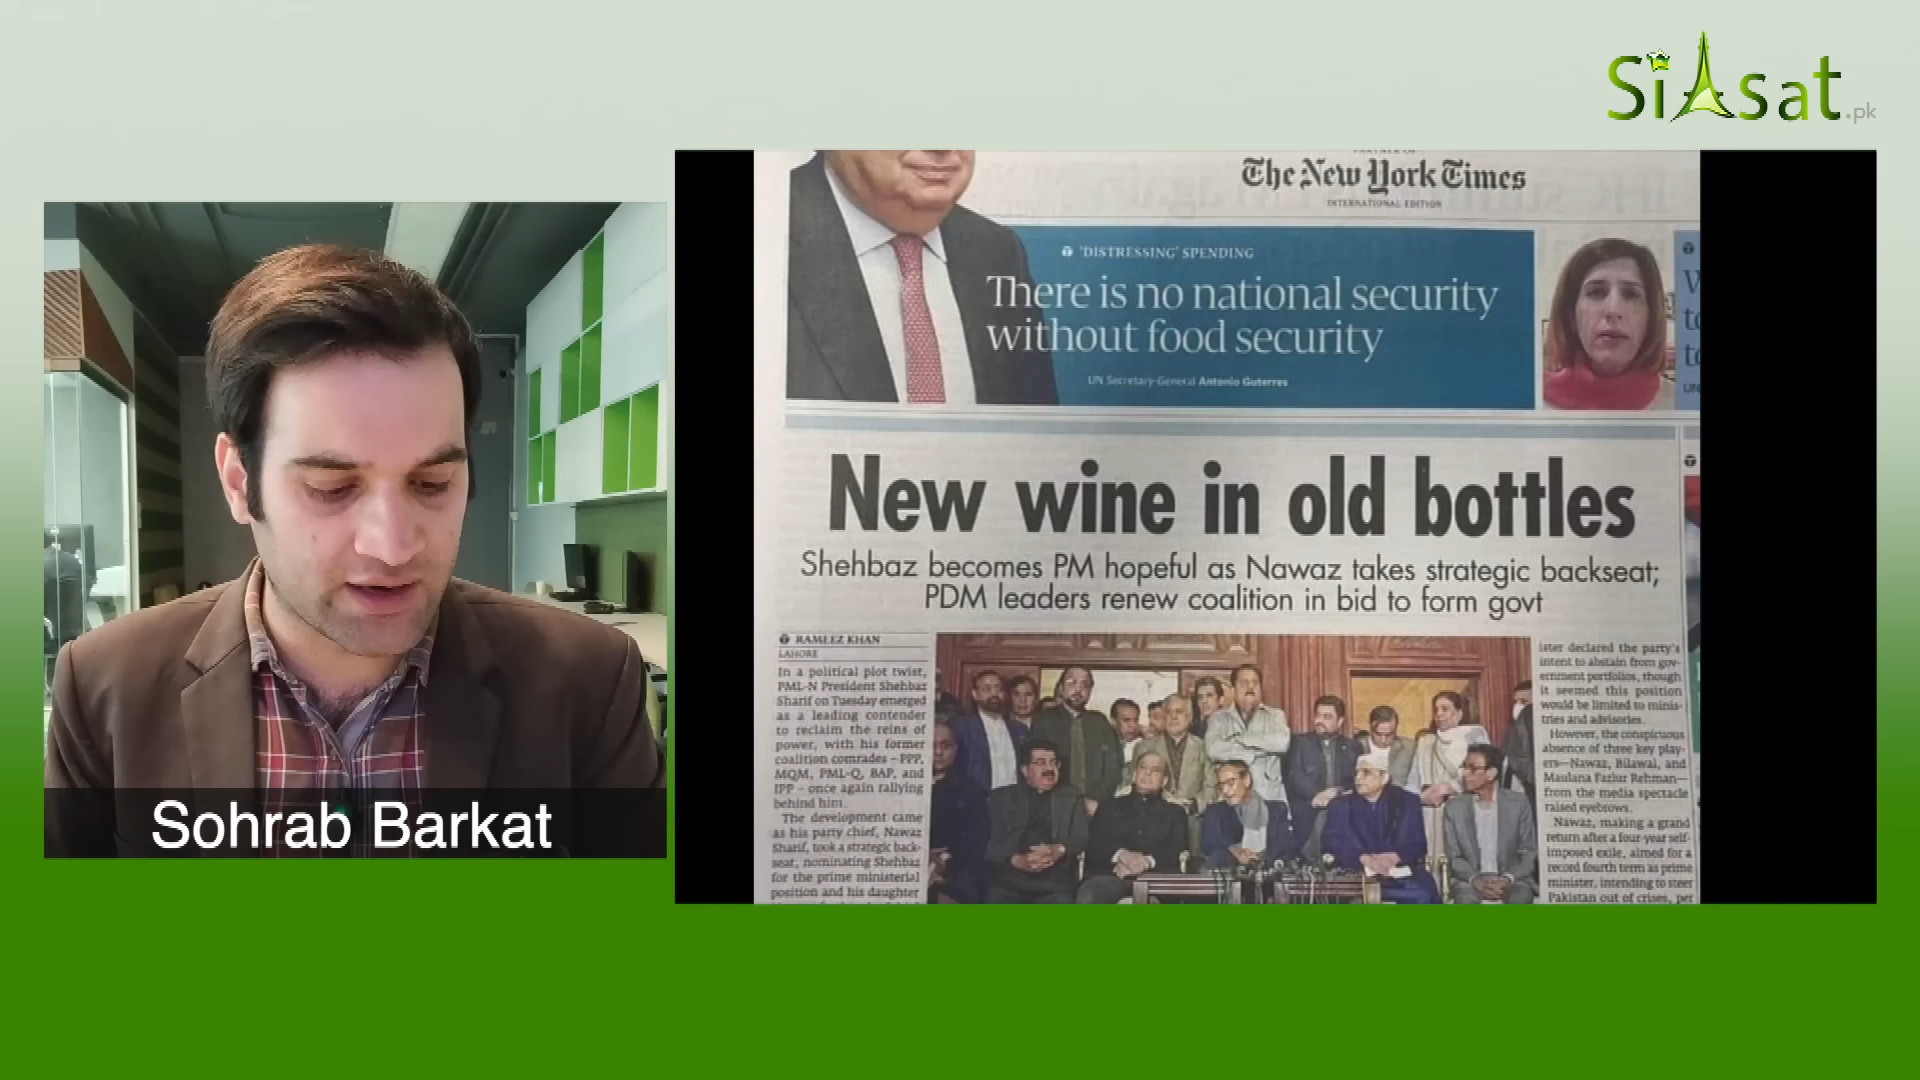 SiAsat.pk
The New York Times
INTERNATIONAL EDITION
'DISTRESSING' SPENDING
There is no national security
without food security
UN Secretary-General Antonio Guterres
New wine in old bottles
Shehbaz becomes PM hopeful as Nawaz takes strategic backseat;
PDM leaders renew coalition in bid to form govt
RAMEEZ KHAN
LAHORE
In a political plot twist,
PML-N President Shehbaz
Sharif on Tuesday emerged
as a leading contender
to reclaim the reins of
power, with his former
coalition comrades – PPP,
MQM, PML-Q, BAP, and
IPP – once again rallying
behind him.
The development came
as his party chief, Nawaz
Sharif, took a strategic back-
seat, nominating Shehbaz
for the prime ministerial
position and his daughter
ister declared the party's
intent to abstain from gov-
ernment portfolios, though
it seemed this position
would be limited to minis-
tries and advisories.
However, the conspicuous
absence of three key play-
ers—Nawaz, Bilawal, and
Maulana Fazlur Rehman—
from the media spectacle
raised eyebrows.
Nawaz, making a grand
return after a four-year self-
imposed exile, aimed for a
record fourth term as prime
minister, intending to steer
Pakistan out of crises, per
Sohrab Barkat